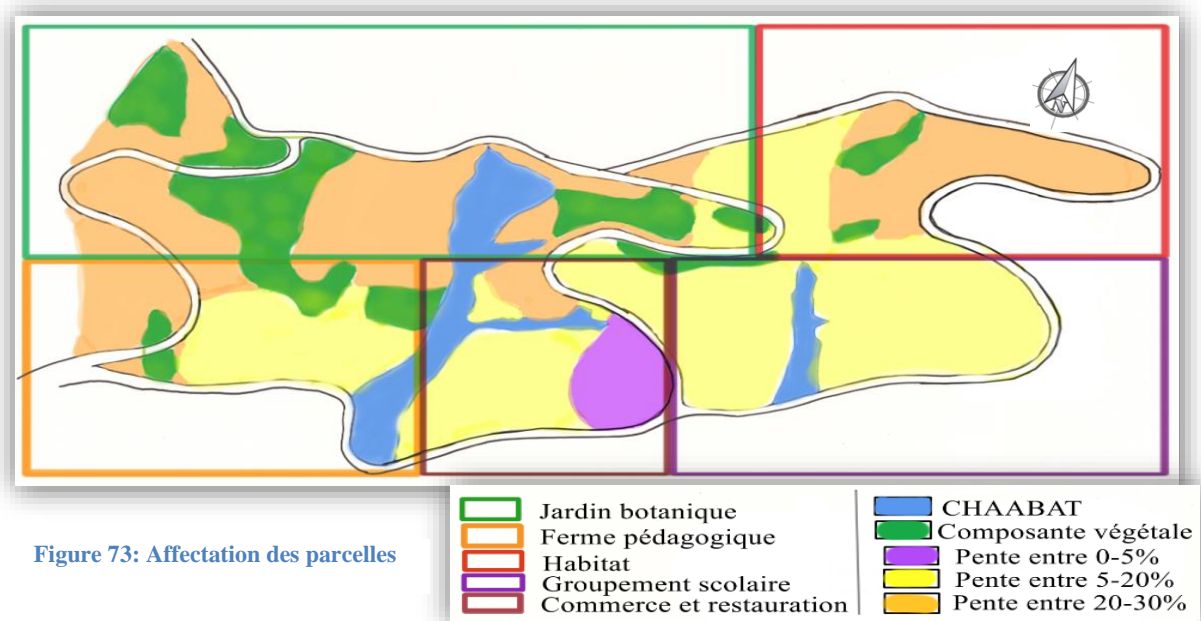 Figure 73: Affectation des parcelles
Jardin botanique
Ferme pédagogique
Habitat
Groupement scolaire
Commerce et restauration
CHAABAT
Composante végétale
Pente entre 0-5%
Pente entre 5-20%
Pente entre 20-30%